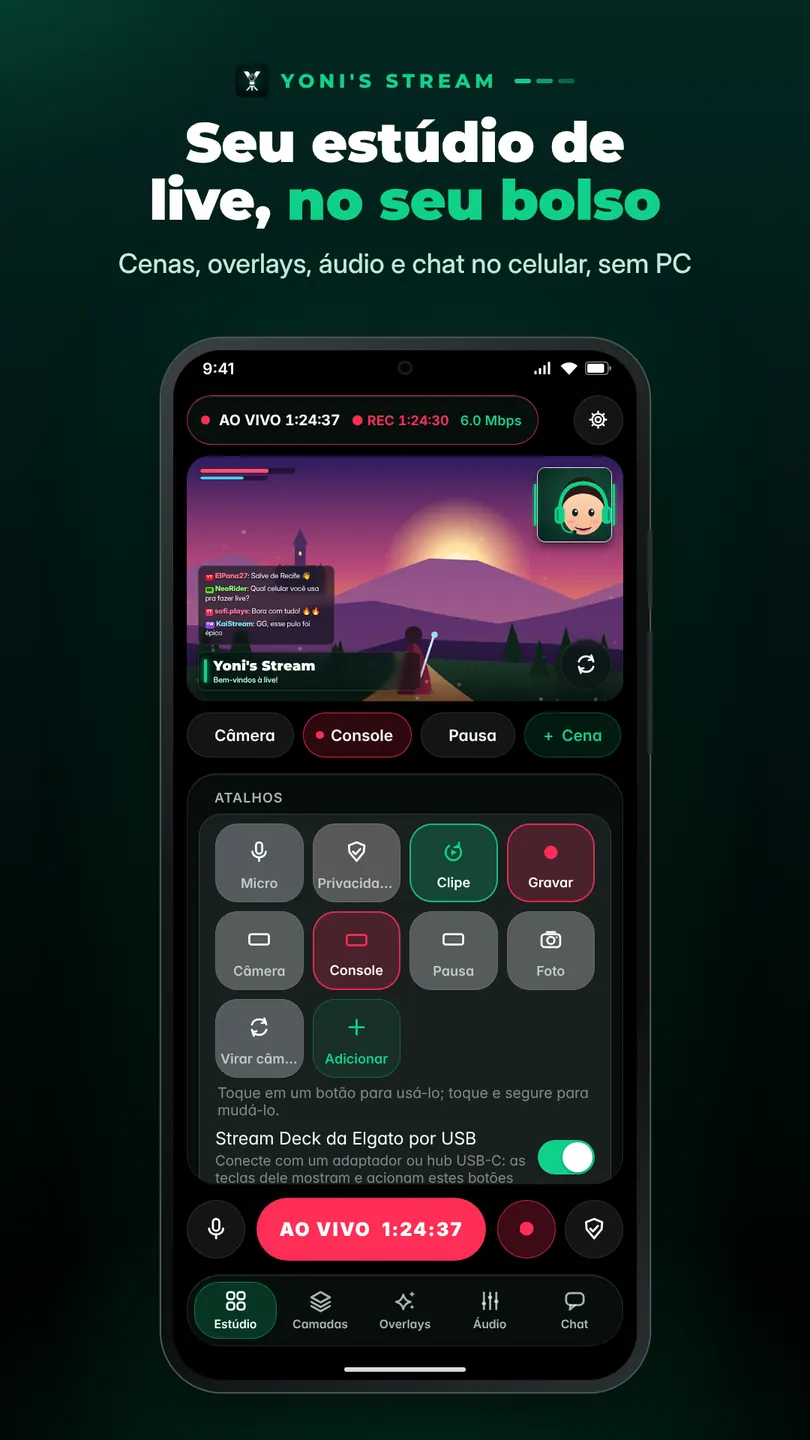 YONI'S STREAM
Seu estúdio de
live, no seu bolso
Cenas, overlays, áudio e chat no celular, sem PC
9:41
AO VIVO 1:24:37 REC 1:24:30 6.0 Mbps
ElPana27: Salve de Recife 👋
NeoRider: Qual celular você usa
pra fazer live?
sofi.plays: Bora com tudo! 🔥🔥
KaiStream: GG, esse pulo foi
épico
Yoni's Stream
Bem-vindos à live!
Câmera Console Pausa + Cena
ATALHOS
Micro Privacida... Clipe Gravar
Câmera Console Pausa Foto
Virar câm... Adicionar
Toque em um botão para usá-lo; toque e segure para
mudá-lo.
Stream Deck da Elgato por USB
Conecte com um adaptador ou hub USB-C: as
teclas dele mostram e acionam estes botões
AO VIVO 1:24:37
Estúdio Camadas Overlays Áudio Chat